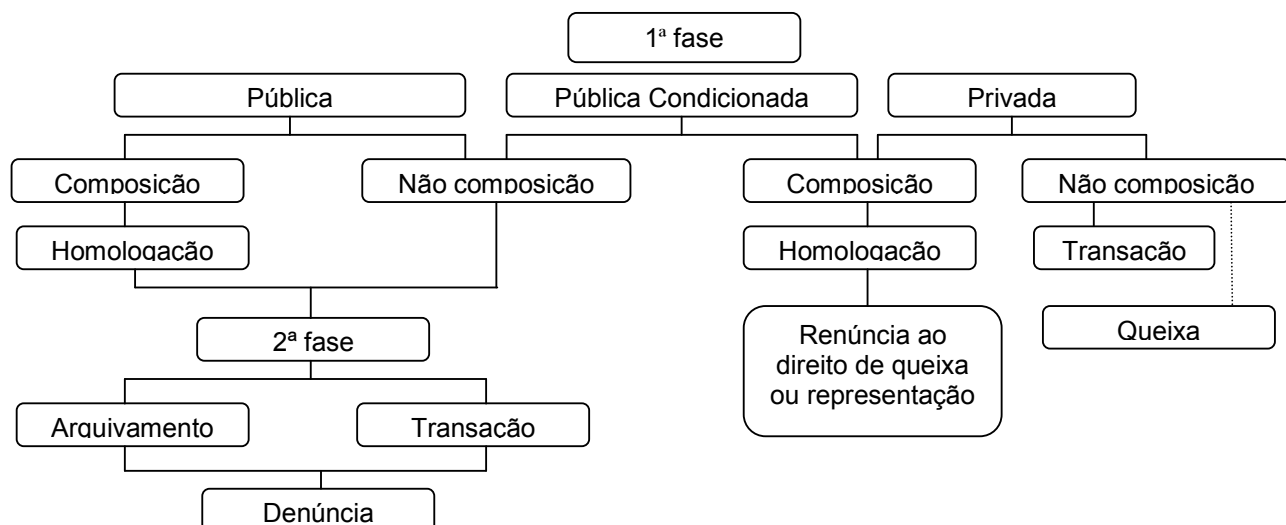 1ª fase
Pública
Pública Condicionada
Privada
Composição
Não composição
Composição
Não composição
Homologação
Homologação
Transação
2ª fase
Renúncia ao
direito de queixa
ou representação
Queixa
Arquivamento
Transação
Denúncia